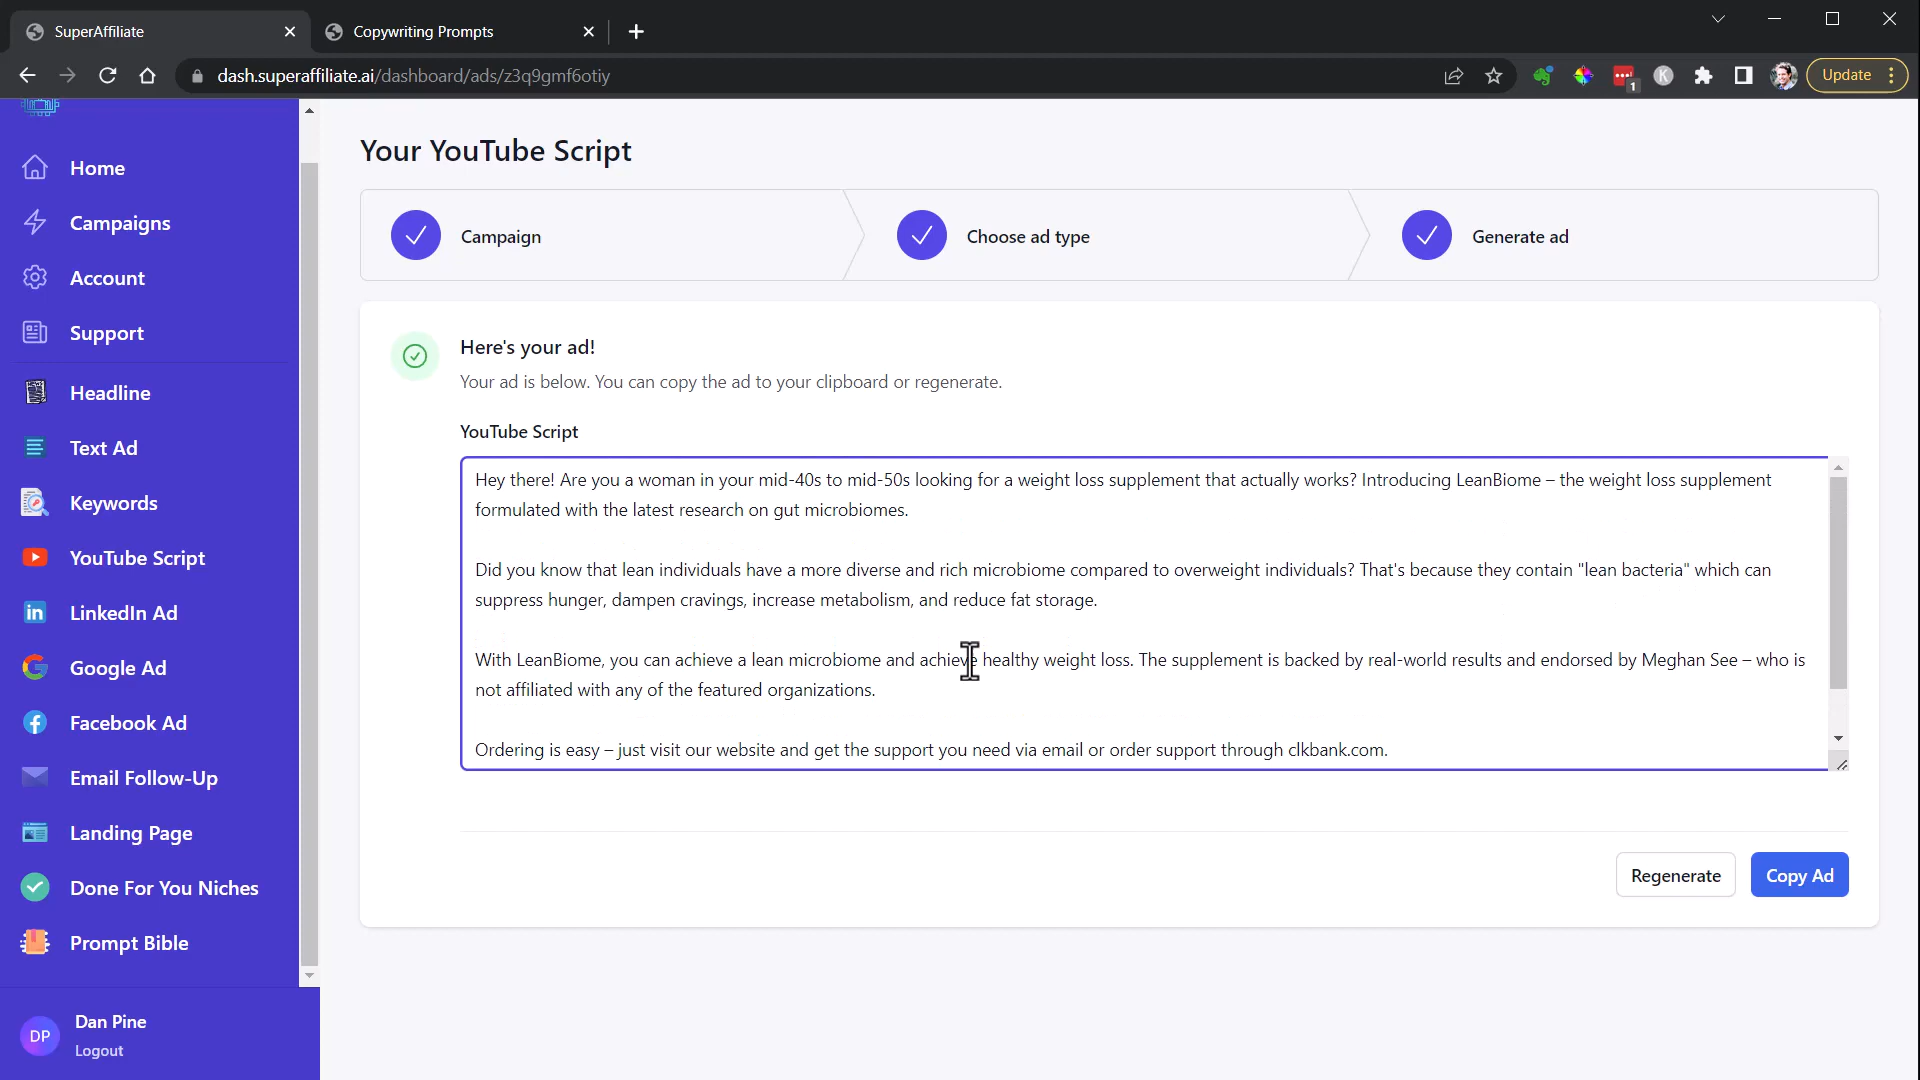 SuperAffiliate
Copywriting Prompts
dash.superaffiliate.ai/dashboard/ads/z3q9gmf6otiy
1
K
Update
Home
Campaigns
Account
Support
Headline
Text Ad
Keywords
YouTube Script
LinkedIn Ad
Google Ad
Facebook Ad
Email Follow-Up
Landing Page
Done For You Niches
Prompt Bible
DP
Dan Pine
Logout
Your YouTube Script
Campaign
Choose ad type
Generate ad
Here's your ad!
Your ad is below. You can copy the ad to your clipboard or regenerate.
YouTube Script
Hey there! Are you a woman in your mid-40s to mid-50s looking for a weight loss supplement that actually works? Introducing LeanBiome – the weight loss supplement
formulated with the latest research on gut microbiomes.
Did you know that lean individuals have a more diverse and rich microbiome compared to overweight individuals? That's because they contain "lean bacteria" which can
suppress hunger, dampen cravings, increase metabolism, and reduce fat storage.
With LeanBiome, you can achieve a lean microbiome and achieve healthy weight loss. The supplement is backed by real-world results and endorsed by Meghan See – who is
not affiliated with any of the featured organizations.
Ordering is easy – just visit our website and get the support you need via email or order support through clkbank.com.
Regenerate
Copy Ad